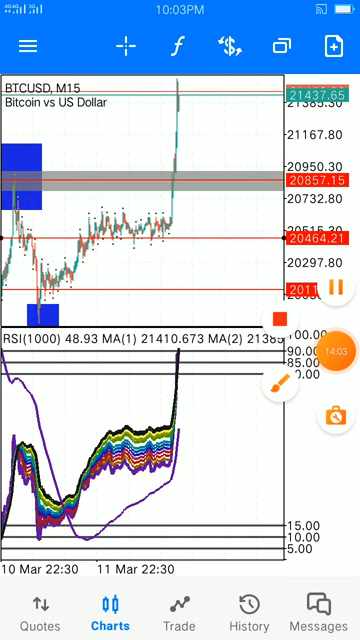 10:03PM
BTCUSD, M15
Bitcoin vs US Dollar
21437.65
21383.30
21167.80
20950.30
20857.15
20732.80
20515.30
20464.21
20297.80
RSI(1000) 48.93 MA(1) 21410.673 MA(2) 21385
100.00
90.00
85.00
14:03
15.00
10.00
5.00
10 Mar 22:30 11 Mar 22:30
Quotes Charts Trade History Messages